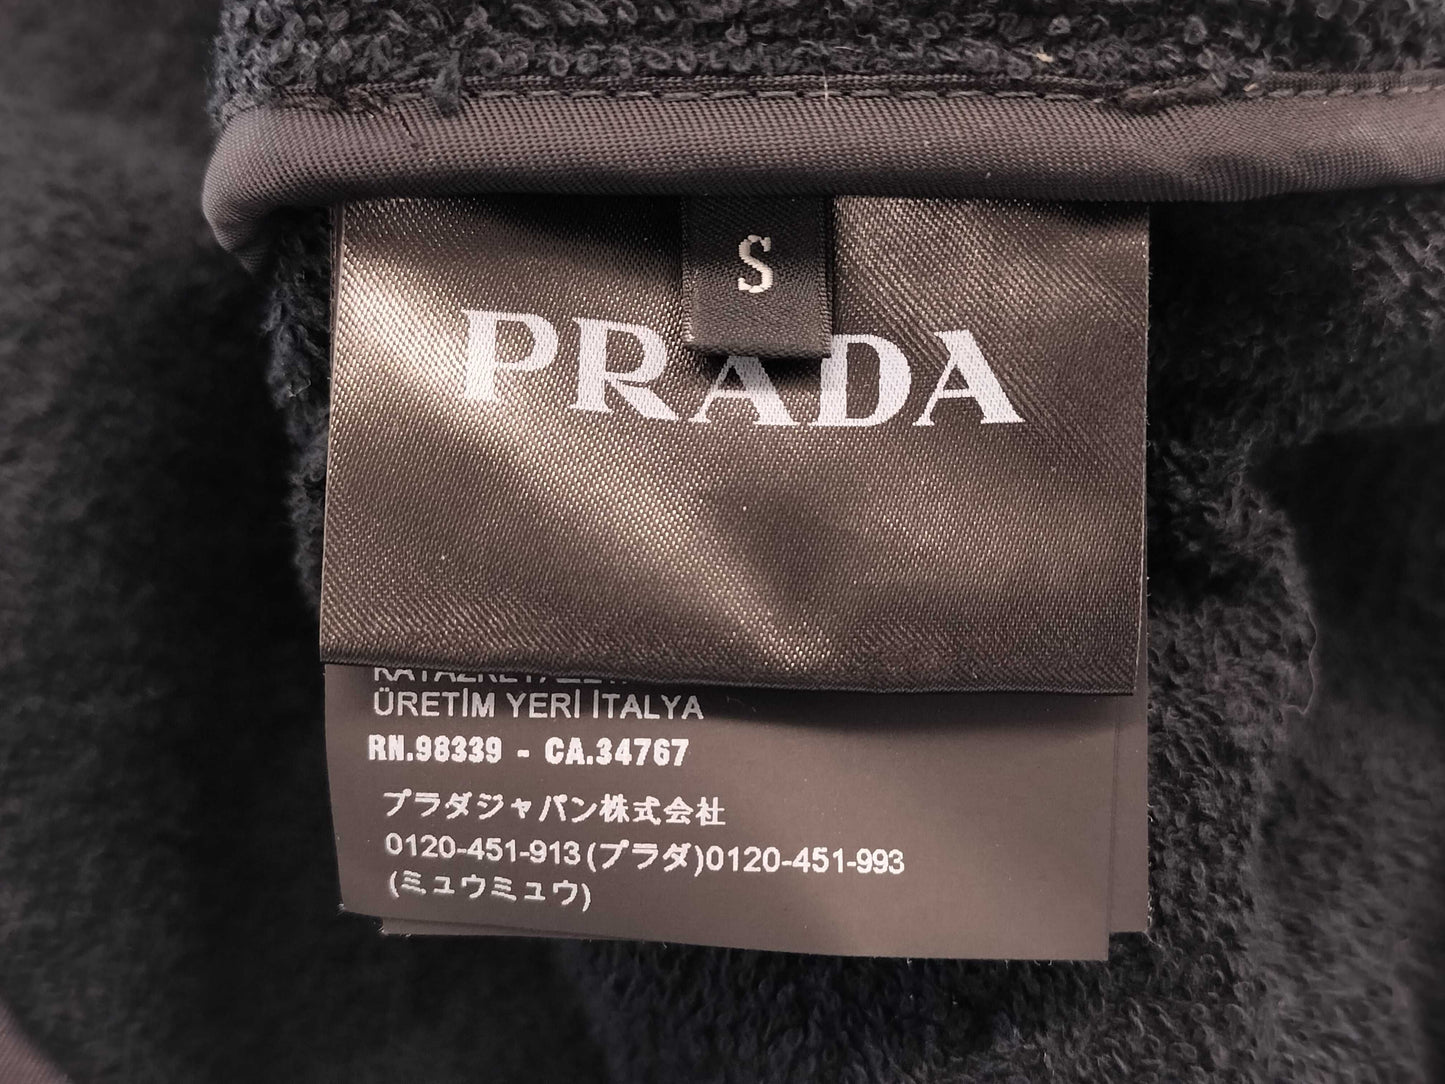 S
PRADA
ÜRETİM YERİ İTALYA
RN.98339 - CA.34767
プラダジャパン株式会社
0120-451-913(プラダ)0120-451-993
(ミュウミュウ)